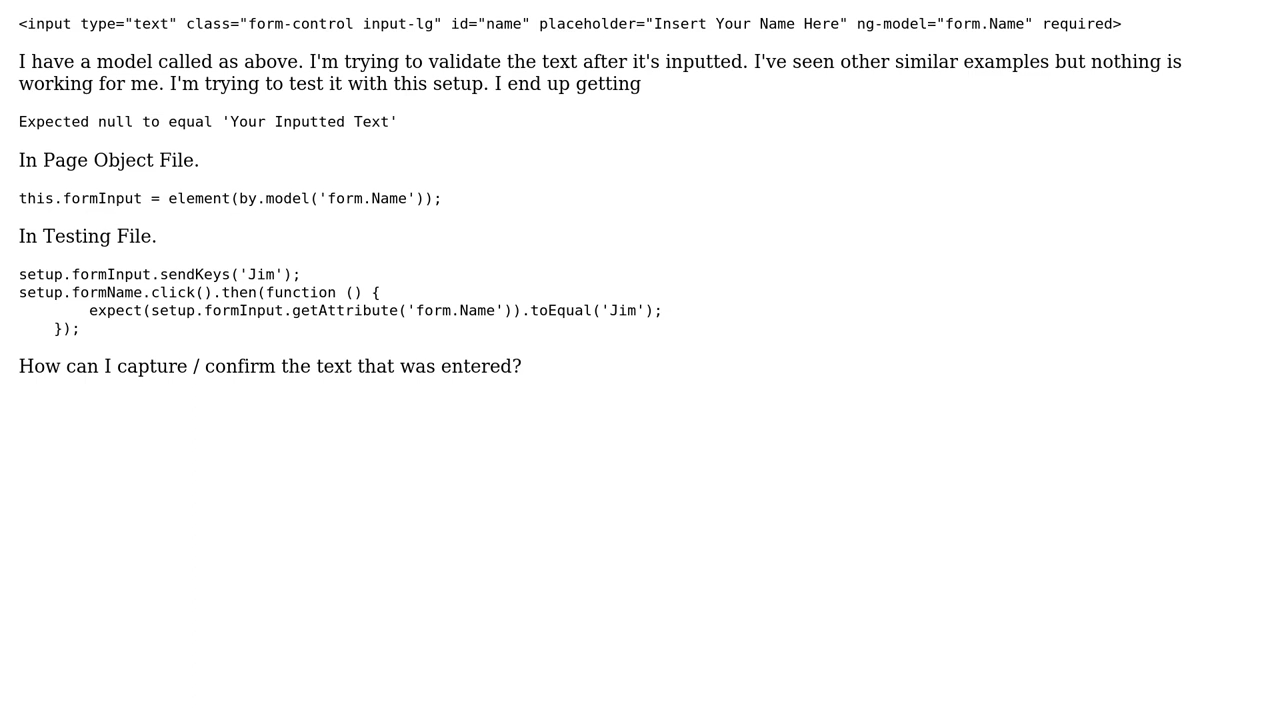 <input type="text" class="form-control input-lg" id="name" placeholder="Insert Your Name Here" ng-model="form.Name" required>
I have a model called as above. I'm trying to validate the text after it's inputted. I've seen other similar examples but nothing is
working for me. I'm trying to test it with this setup. I end up getting
Expected null to equal 'Your Inputted Text'
In Page Object File.
this.formInput = element(by.model('form.Name'));
In Testing File.
setup.formInput.sendKeys('Jim');
setup.formName.click().then(function () {
        expect(setup.formInput.getAttribute('form.Name')).toEqual('Jim');
    });
How can I capture / confirm the text that was entered?